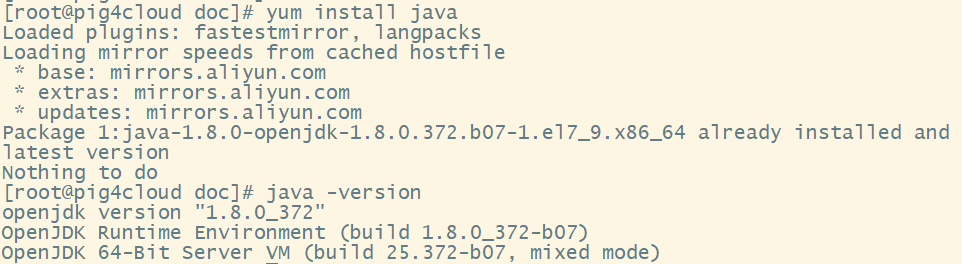 [root@pig4cloud doc]# yum install java
Loaded plugins: fastestmirror, langpacks
Loading mirror speeds from cached hostfile
 * base: mirrors.aliyun.com
 * extras: mirrors.aliyun.com
 * updates: mirrors.aliyun.com
Package 1:java-1.8.0-openjdk-1.8.0.372.b07-1.el7_9.x86_64 already installed and
latest version
Nothing to do
[root@pig4cloud doc]# java -version
openjdk version "1.8.0_372"
OpenJDK Runtime Environment (build 1.8.0_372-b07)
OpenJDK 64-Bit Server VM (build 25.372-b07, mixed mode)